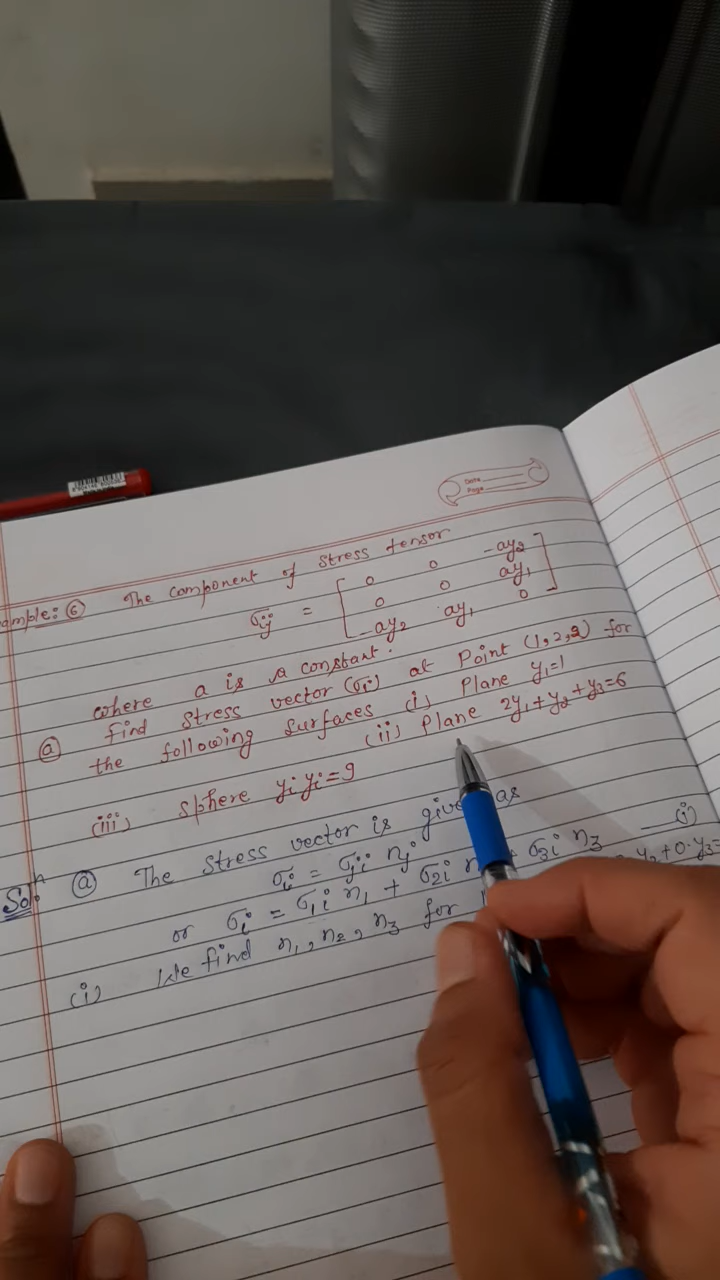 Date
Page
ample: ⑥ The component of stress tensor
σij = [ 0 0 -ay₂
0 0 ay₁
-ay₂ ay₁ 0 ]
where a is a constant.
ⓐ find stress vector (σi) at point (1,2,2) for
the following surfaces (i) Plane y₁=1
(ii) Plane 2y₁+y₂+y₃=6
(iii) sphere yiyi=9
Solⁿ: ⓐ The stress vector is given as
σi = σji nj (i)
or σi = σ1i n₁ + σ2i n + σ3i n₃
(i) We find n₁, n₂, n₃ for y₂+0·y₃=